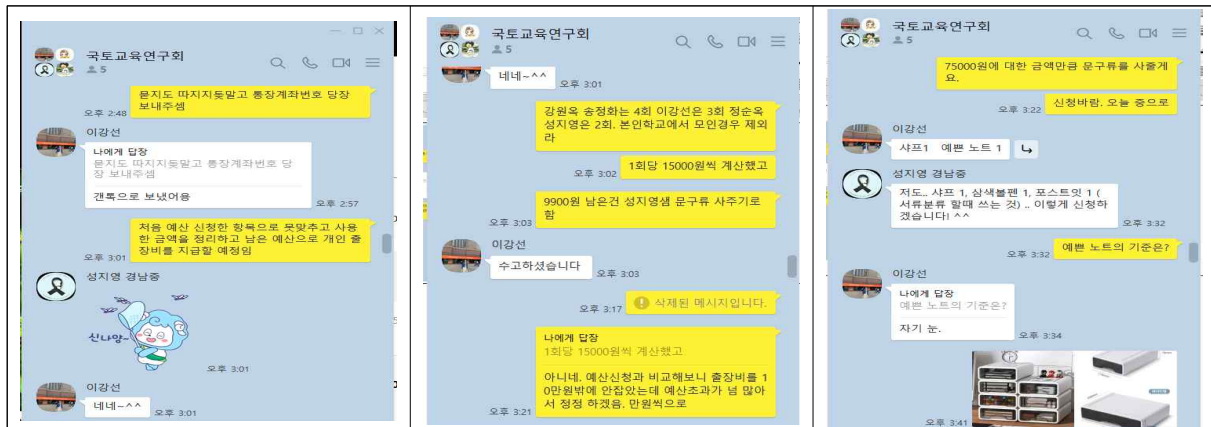 국토교육연구회
5
묻지도 따지지듯말고 통장계좌번호 당장
보내주셈
오후 2:48
이강선
나에게 답장
묻지도 따지지듯말고 통장계좌번호 당
장 보내주셈
갠톡으로 보냈어용
오후 2:57
처음 예산 신청한 항목으로 못맞추고 사용
한 금액을 정리하고 남은 예산으로 개인 출
장비를 지급할 예정임
오후 3:01
성지영 경남중
신나앙~
오후 3:01
이강선
네네~^^
오후 3:01
국토교육연구회
5
네네~^^
오후 3:01
강원옥 송정화는 4회 이강선은 3회 정순옥
성지영은 2회. 본인학교에서 모인경우 제외
라
1회당 15000원씩 계산했고
오후 3:02
9900원 남은건 성지영샘 문구류 사주기로
함
오후 3:03
이강선
수고하셨습니다
오후 3:03
삭제된 메시지입니다.
오후 3:17
나에게 답장
1회당 15000원씩 계산했고
아니네. 예산신청과 비교해보니 출장비를 1
0만원밖에 안잡았는데 예산초과가 넘 많아
서 정정 하겠음. 만원씩으로
오후 3:21
국토교육연구회
5
75000원에 대한 금액만큼 문구류를 사줄게
요.
신청바람. 오늘 중으로
오후 3:22
이강선
샤프1 예쁜 노트 1
성지영 경남중
저도.. 샤프 1, 삼색볼펜 1, 포스트잇 1 (
서류분류 할때 쓰는 것) .. 이렇게 신청하
겠습니다! ^^
오후 3:32
예쁜 노트의 기준은?
오후 3:32
이강선
나에게 답장
예쁜 노트의 기준은?
자기 눈.
오후 3:34
오후 3:41